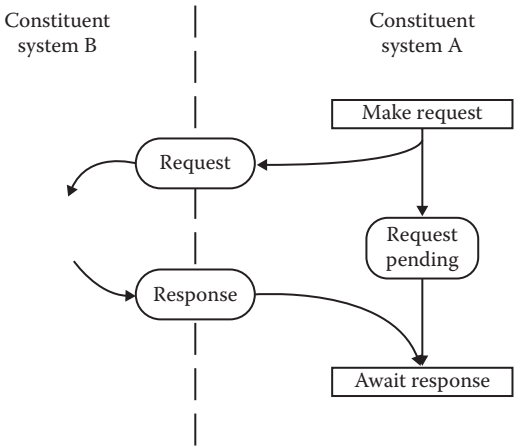 Constituent
system B
Constituent
system A
Make request
Request
Request
pending
Response
Await response